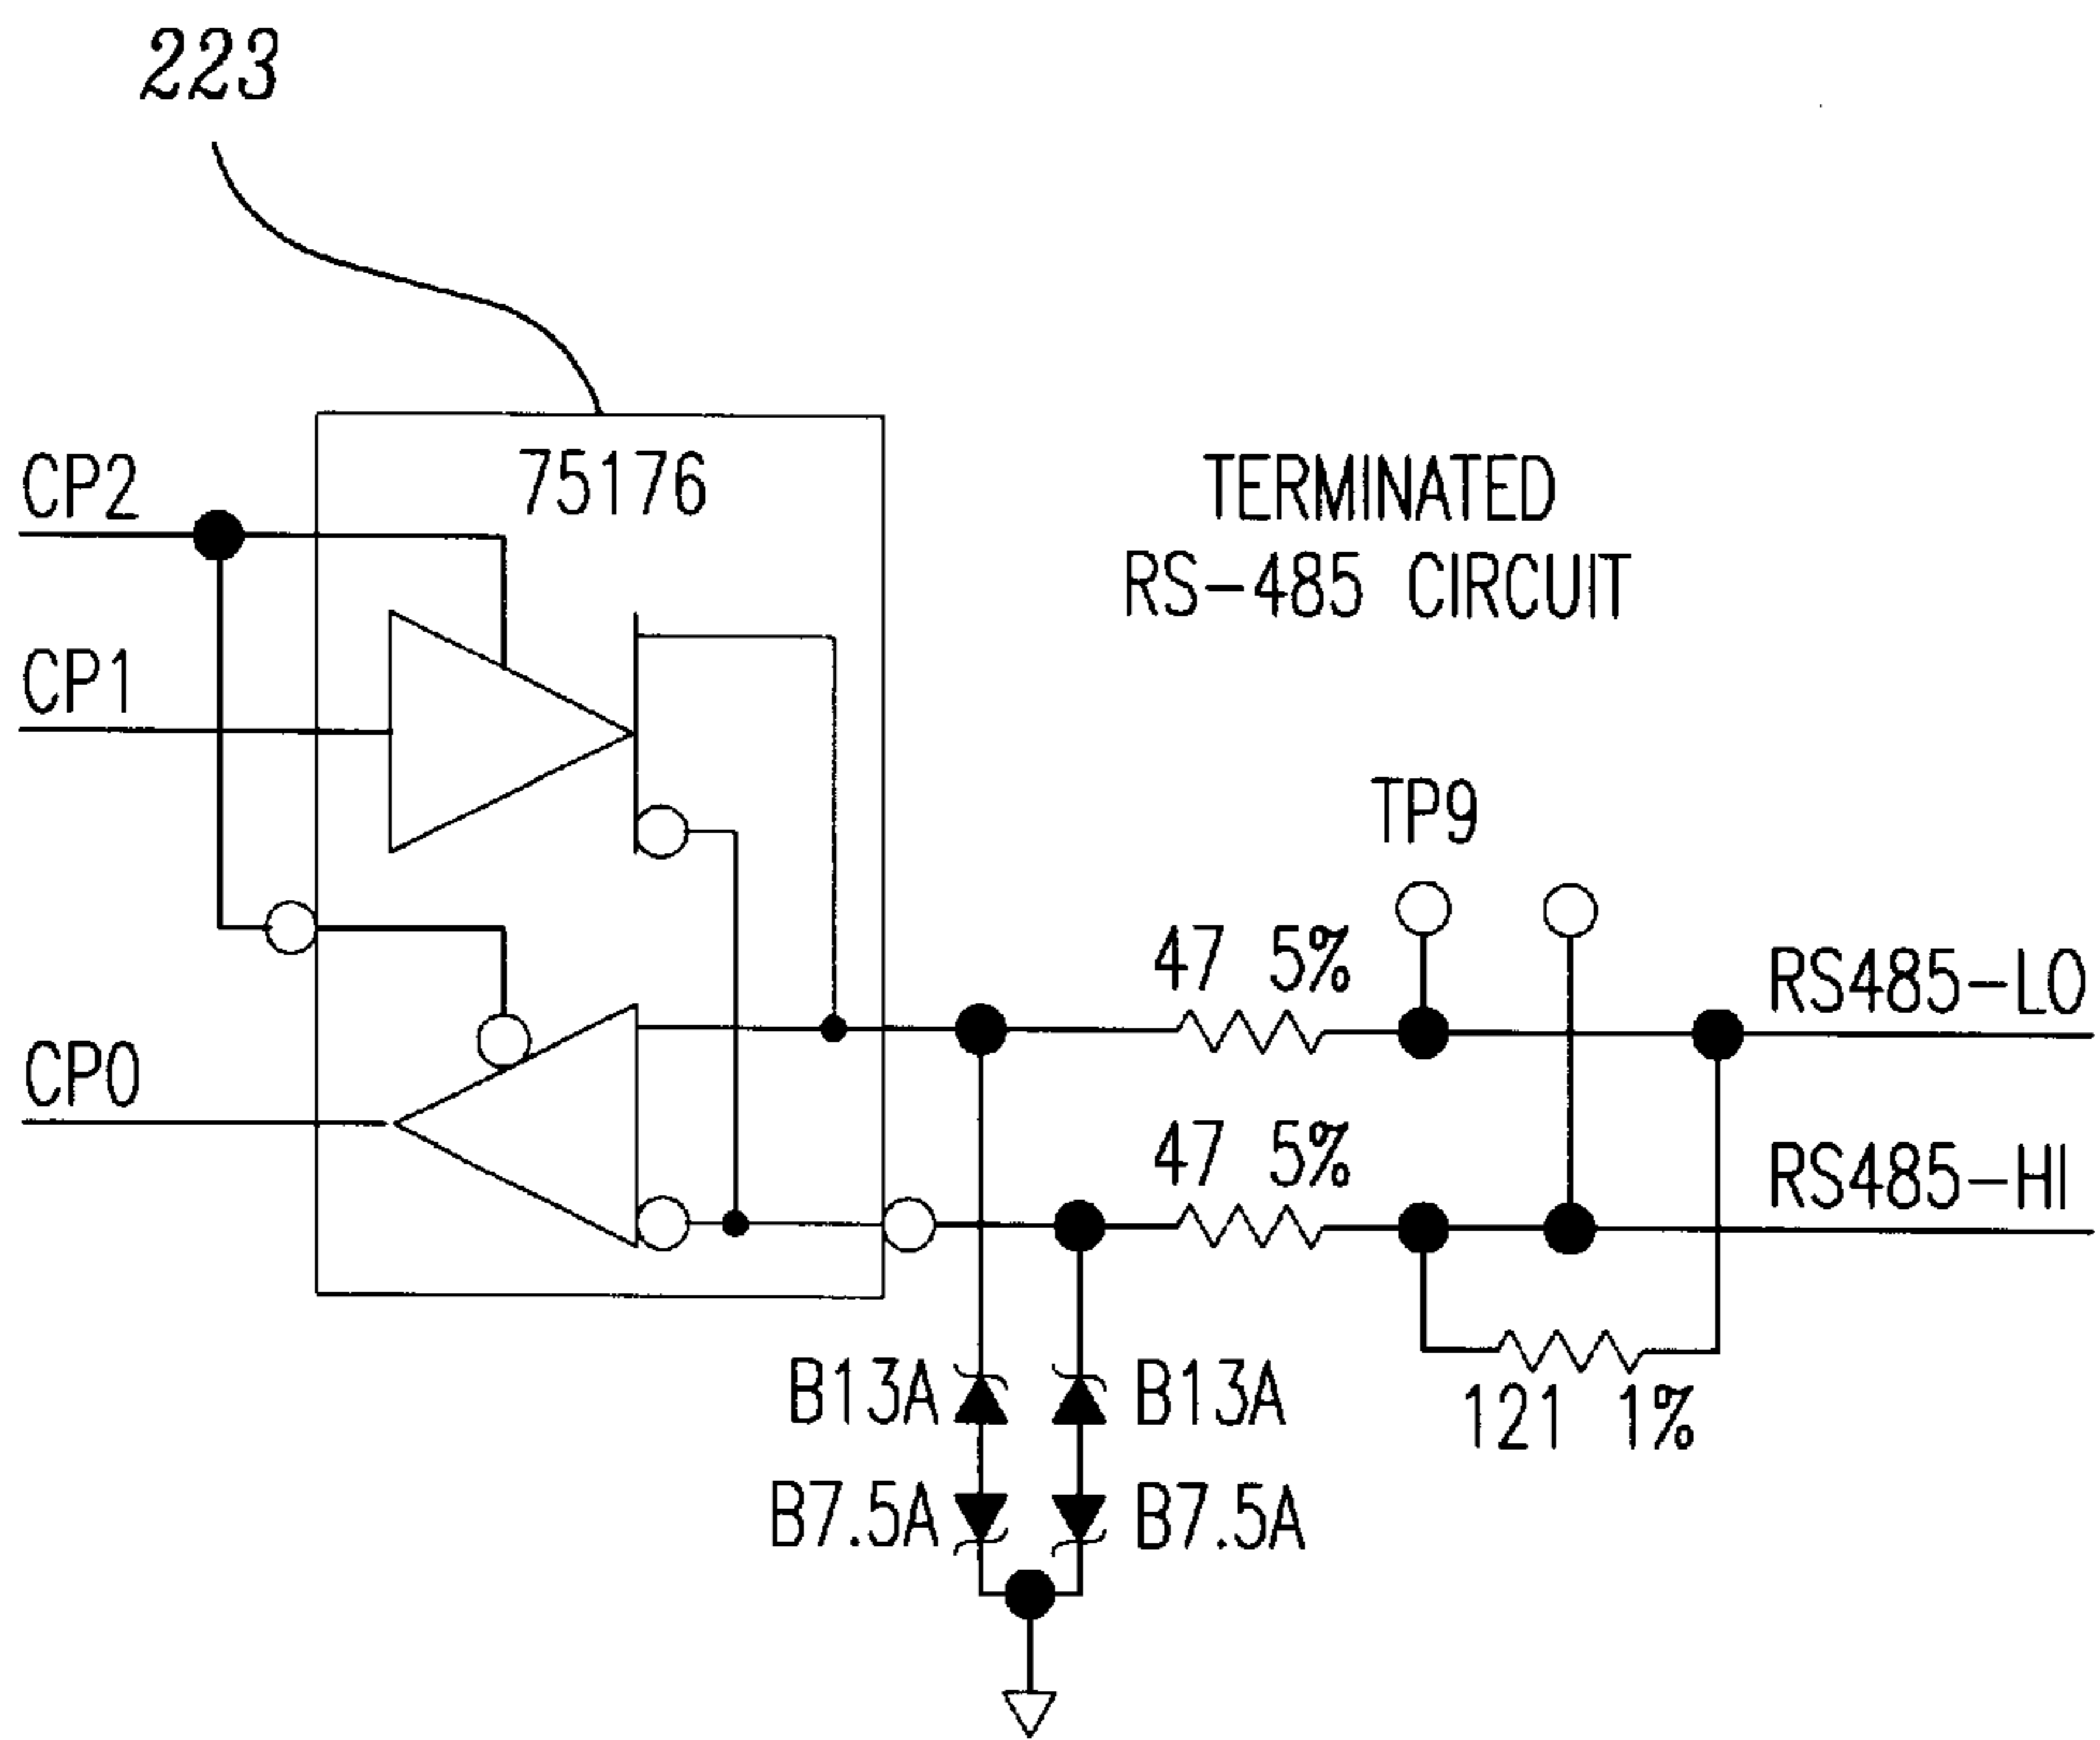 223
75176
CP2
CP1
CP0
TERMINATED
RS-485 CIRCUIT
TP9
47 5%
RS485-LO
47 5%
RS485-HI
121 1%
B13A
B13A
B7.5A
B7.5A